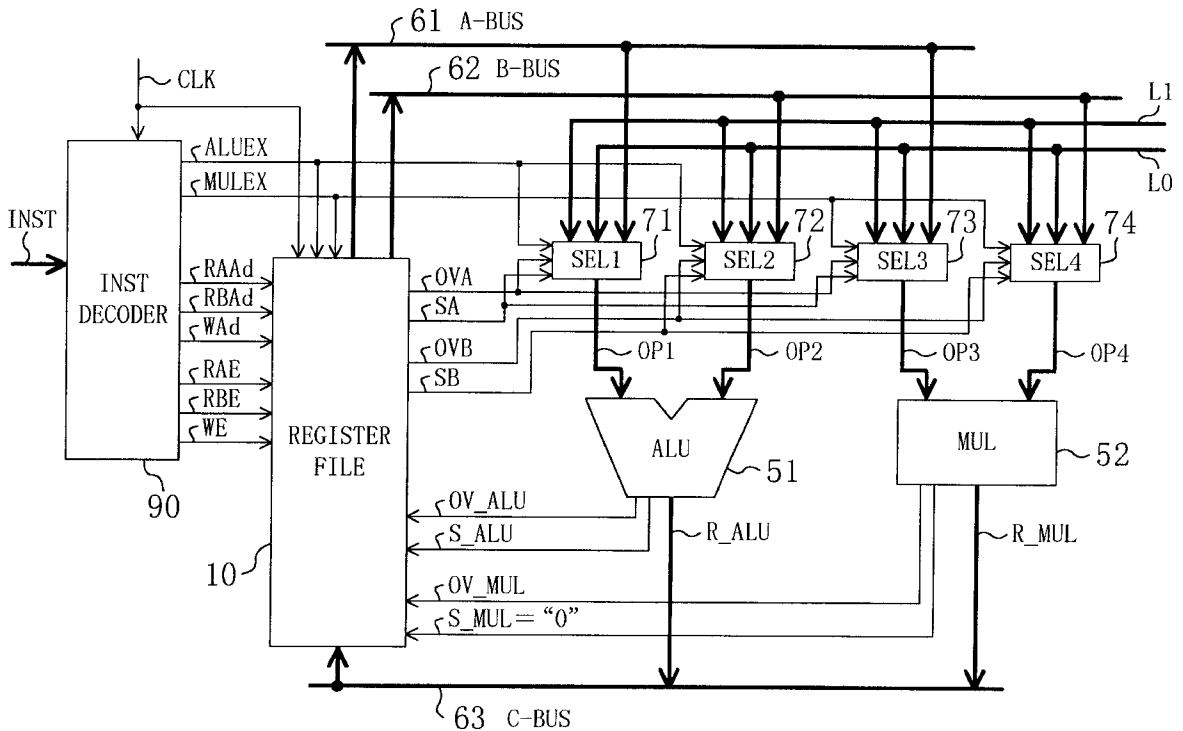 61 A-BUS
62 B-BUS
CLK
L1
ALUEX
L0
MULEX
INST
71
72
73
74
SEL1
SEL2
SEL3
SEL4
INST
DECODER
RAAd
RBAd
WAd
RAE
RBE
WE
OVA
SA
OVB
SB
OP1
OP2
OP3
OP4
REGISTER
FILE
ALU
MUL
51
52
90
OV_ALU
S_ALU
R_ALU
R_MUL
10
OV_MUL
S_MUL="0"
63 C-BUS